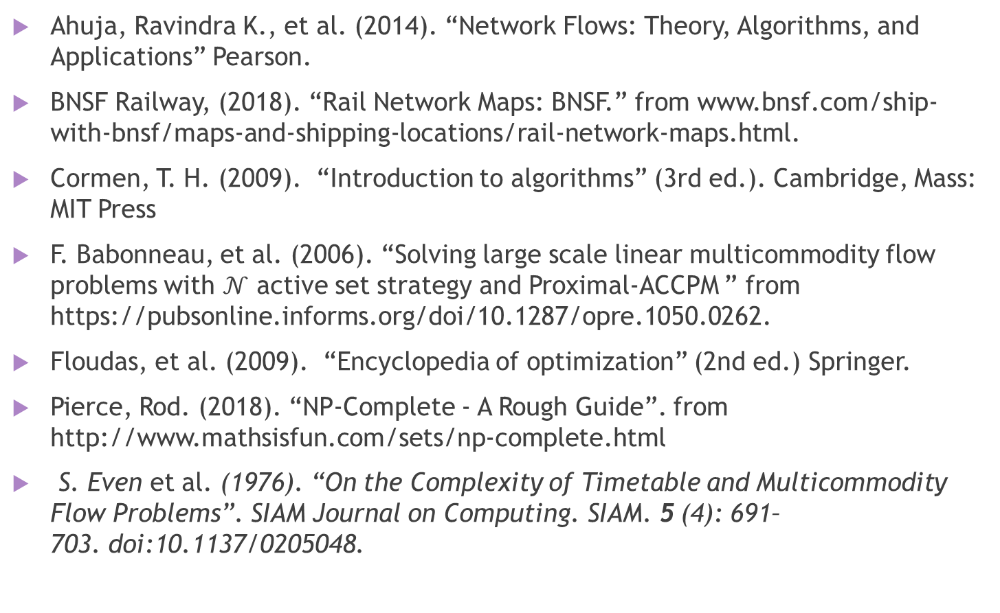 Ahuja, Ravindra K., et al. (2014). “Network Flows: Theory, Algorithms, and
Applications” Pearson.
BNSF Railway, (2018). “Rail Network Maps: BNSF.” from www.bnsf.com/ship-
with-bnsf/maps-and-shipping-locations/rail-network-maps.html.
Cormen, T. H. (2009).  “Introduction to algorithms” (3rd ed.). Cambridge, Mass:
MIT Press
F. Babonneau, et al. (2006). “Solving large scale linear multicommodity flow
problems with 𝒩 active set strategy and Proximal-ACCPM ” from
https://pubsonline.informs.org/doi/10.1287/opre.1050.0262.
Floudas, et al. (2009).  “Encyclopedia of optimization” (2nd ed.) Springer.
Pierce, Rod. (2018). “NP-Complete - A Rough Guide”. from
http://www.mathsisfun.com/sets/np-complete.html
S. Even et al. (1976). “On the Complexity of Timetable and Multicommodity
Flow Problems”. SIAM Journal on Computing. SIAM. 5 (4): 691–
703. doi:10.1137/0205048.